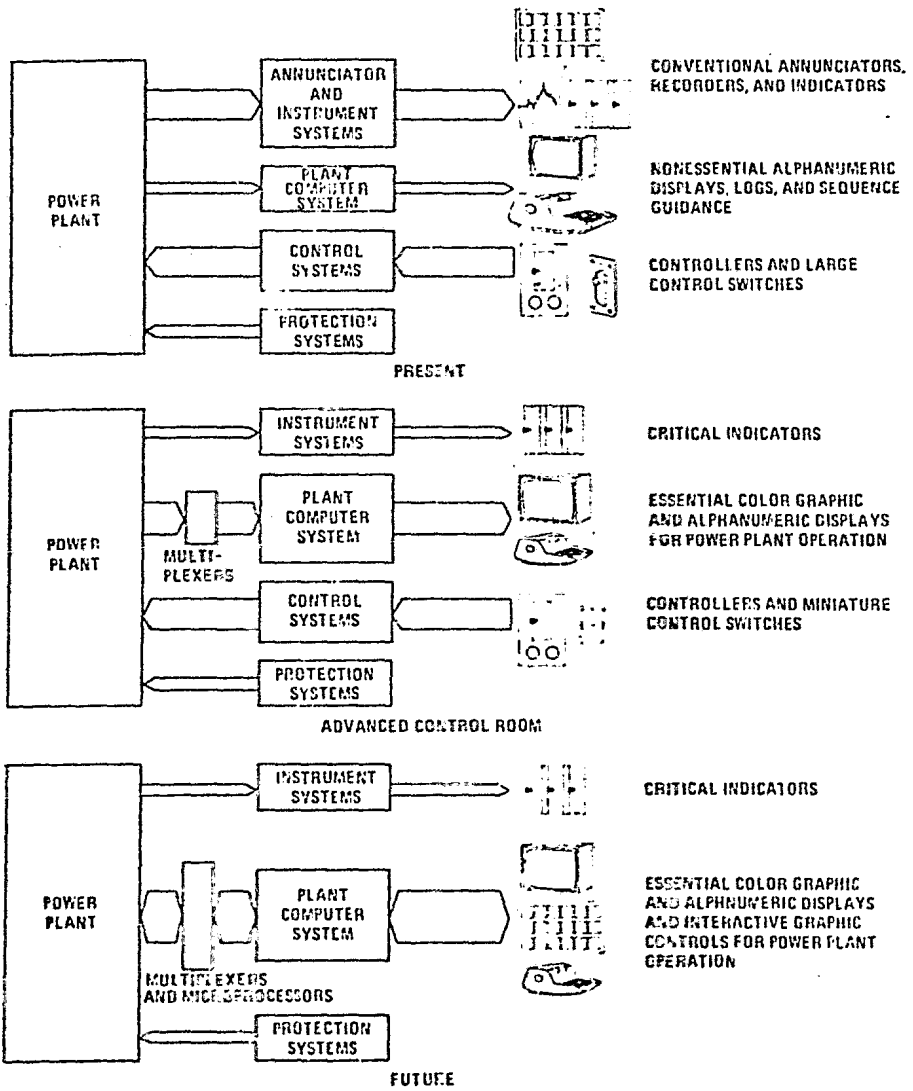 POWER
PLANT
ANNUNCIATOR
AND
INSTRUMENT
SYSTEMS
CONVENTIONAL ANNUNCIATORS,
RECORDERS, AND INDICATORS
PLANT
COMPUTER
SYSTEM
NONESSENTIAL ALPHANUMERIC
DISPLAYS, LOGS, AND SEQUENCE
GUIDANCE
CONTROL
SYSTEMS
CONTROLLERS AND LARGE
CONTROL SWITCHES
PROTECTION
SYSTEMS
PRESENT
POWER
PLANT
INSTRUMENT
SYSTEMS
CRITICAL INDICATORS
MULTI-
PLEXERS
PLANT
COMPUTER
SYSTEM
ESSENTIAL COLOR GRAPHIC
AND ALPHANUMERIC DISPLAYS
FOR POWER PLANT OPERATION
CONTROL
SYSTEMS
CONTROLLERS AND MINIATURE
CONTROL SWITCHES
PROTECTION
SYSTEMS
ADVANCED CONTROL ROOM
POWER
PLANT
INSTRUMENT
SYSTEMS
CRITICAL INDICATORS
MULTIPLEXERS
AND MICROPROCESSORS
PLANT
COMPUTER
SYSTEM
ESSENTIAL COLOR GRAPHIC
AND ALPHNUMERIC DISPLAYS
AND INTERACTIVE GRAPHIC
CONTROLS FOR POWER PLANT
OPERATION
PROTECTION
SYSTEMS
FUTURE